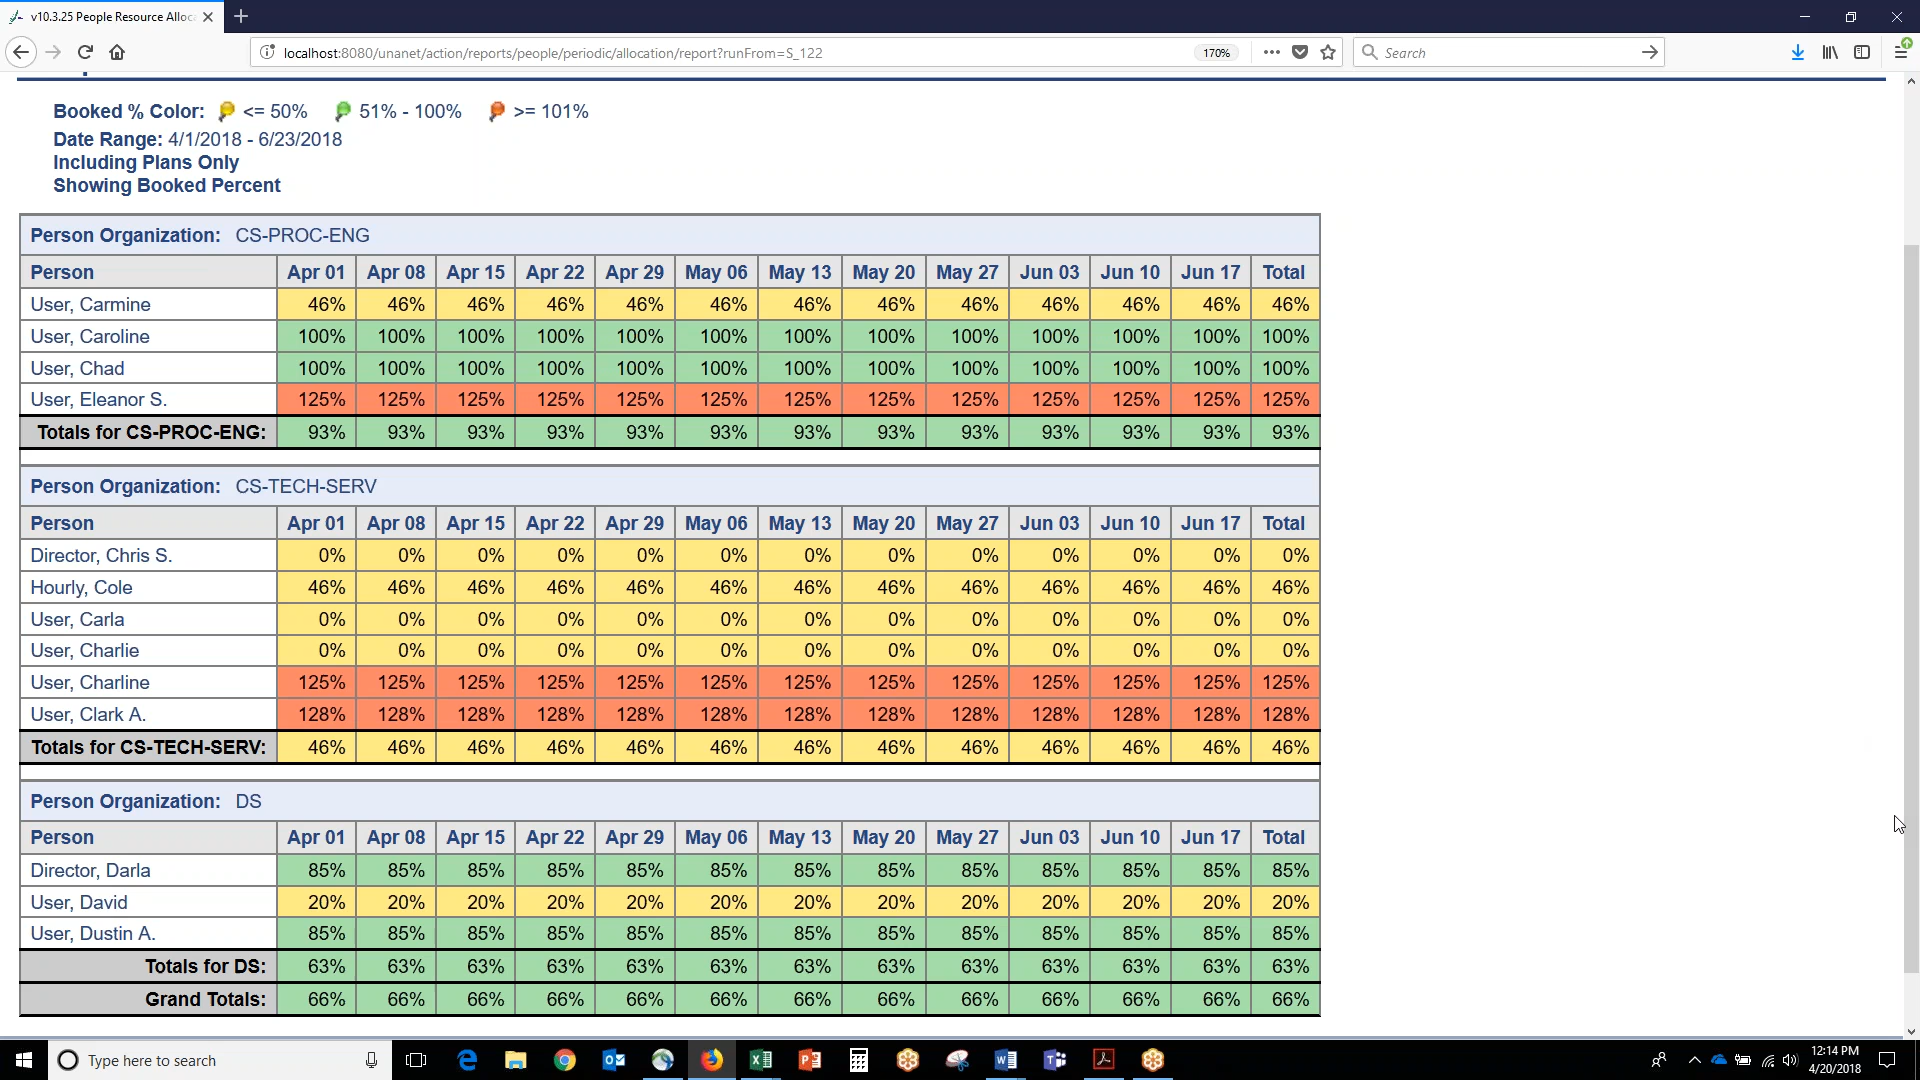 v10.3.25 People Resource Alloc
localhost:8080/unanet/action/reports/people/periodic/allocation/report?runFrom=S_122
170%
Search
Booked % Color: <= 50% 51% - 100% >= 101%
Date Range: 4/1/2018 - 6/23/2018
Including Plans Only
Showing Booked Percent
Person Organization: CS-PROC-ENG
Person Apr 01 Apr 08 Apr 15 Apr 22 Apr 29 May 06 May 13 May 20 May 27 Jun 03 Jun 10 Jun 17 Total
User, Carmine 46% 46% 46% 46% 46% 46% 46% 46% 46% 46% 46% 46% 46%
User, Caroline 100% 100% 100% 100% 100% 100% 100% 100% 100% 100% 100% 100% 100%
User, Chad 100% 100% 100% 100% 100% 100% 100% 100% 100% 100% 100% 100% 100%
User, Eleanor S. 125% 125% 125% 125% 125% 125% 125% 125% 125% 125% 125% 125% 125%
Totals for CS-PROC-ENG: 93% 93% 93% 93% 93% 93% 93% 93% 93% 93% 93% 93% 93%
Person Organization: CS-TECH-SERV
Person Apr 01 Apr 08 Apr 15 Apr 22 Apr 29 May 06 May 13 May 20 May 27 Jun 03 Jun 10 Jun 17 Total
Director, Chris S. 0% 0% 0% 0% 0% 0% 0% 0% 0% 0% 0% 0% 0%
Hourly, Cole 46% 46% 46% 46% 46% 46% 46% 46% 46% 46% 46% 46% 46%
User, Carla 0% 0% 0% 0% 0% 0% 0% 0% 0% 0% 0% 0% 0%
User, Charlie 0% 0% 0% 0% 0% 0% 0% 0% 0% 0% 0% 0% 0%
User, Charline 125% 125% 125% 125% 125% 125% 125% 125% 125% 125% 125% 125% 125%
User, Clark A. 128% 128% 128% 128% 128% 128% 128% 128% 128% 128% 128% 128% 128%
Totals for CS-TECH-SERV: 46% 46% 46% 46% 46% 46% 46% 46% 46% 46% 46% 46% 46%
Person Organization: DS
Person Apr 01 Apr 08 Apr 15 Apr 22 Apr 29 May 06 May 13 May 20 May 27 Jun 03 Jun 10 Jun 17 Total
Director, Darla 85% 85% 85% 85% 85% 85% 85% 85% 85% 85% 85% 85% 85%
User, David 20% 20% 20% 20% 20% 20% 20% 20% 20% 20% 20% 20% 20%
User, Dustin A. 85% 85% 85% 85% 85% 85% 85% 85% 85% 85% 85% 85% 85%
Totals for DS: 63% 63% 63% 63% 63% 63% 63% 63% 63% 63% 63% 63% 63%
Grand Totals: 66% 66% 66% 66% 66% 66% 66% 66% 66% 66% 66% 66% 66%
Type here to search
12:14 PM
4/20/2018